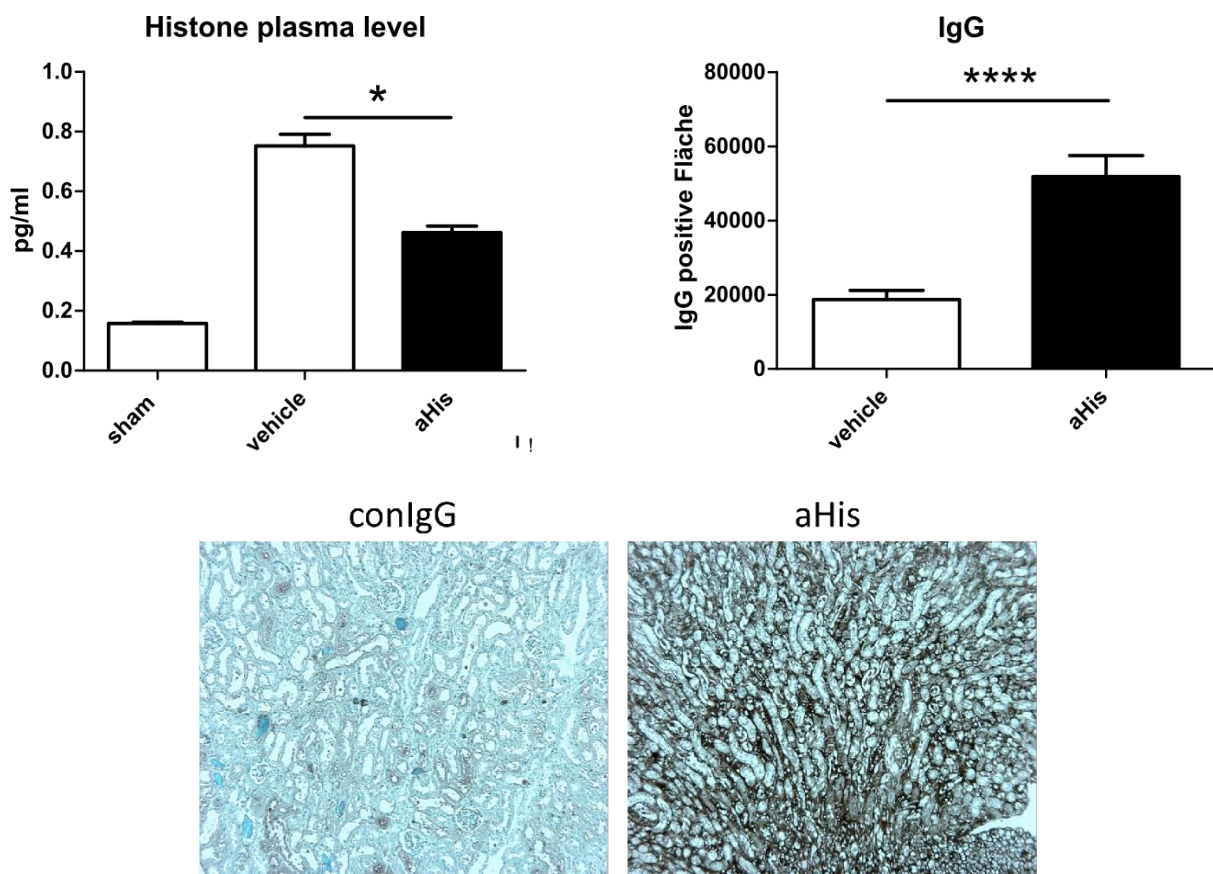 Histone plasma level
1.0
0.8
0.6
0.4
0.2
0.0
pg/ml
*
sham
vehicle
aHis
IgG
80000
60000
40000
20000
0
IgG positive Fläche
****
vehicle
aHis
conIgG
aHis